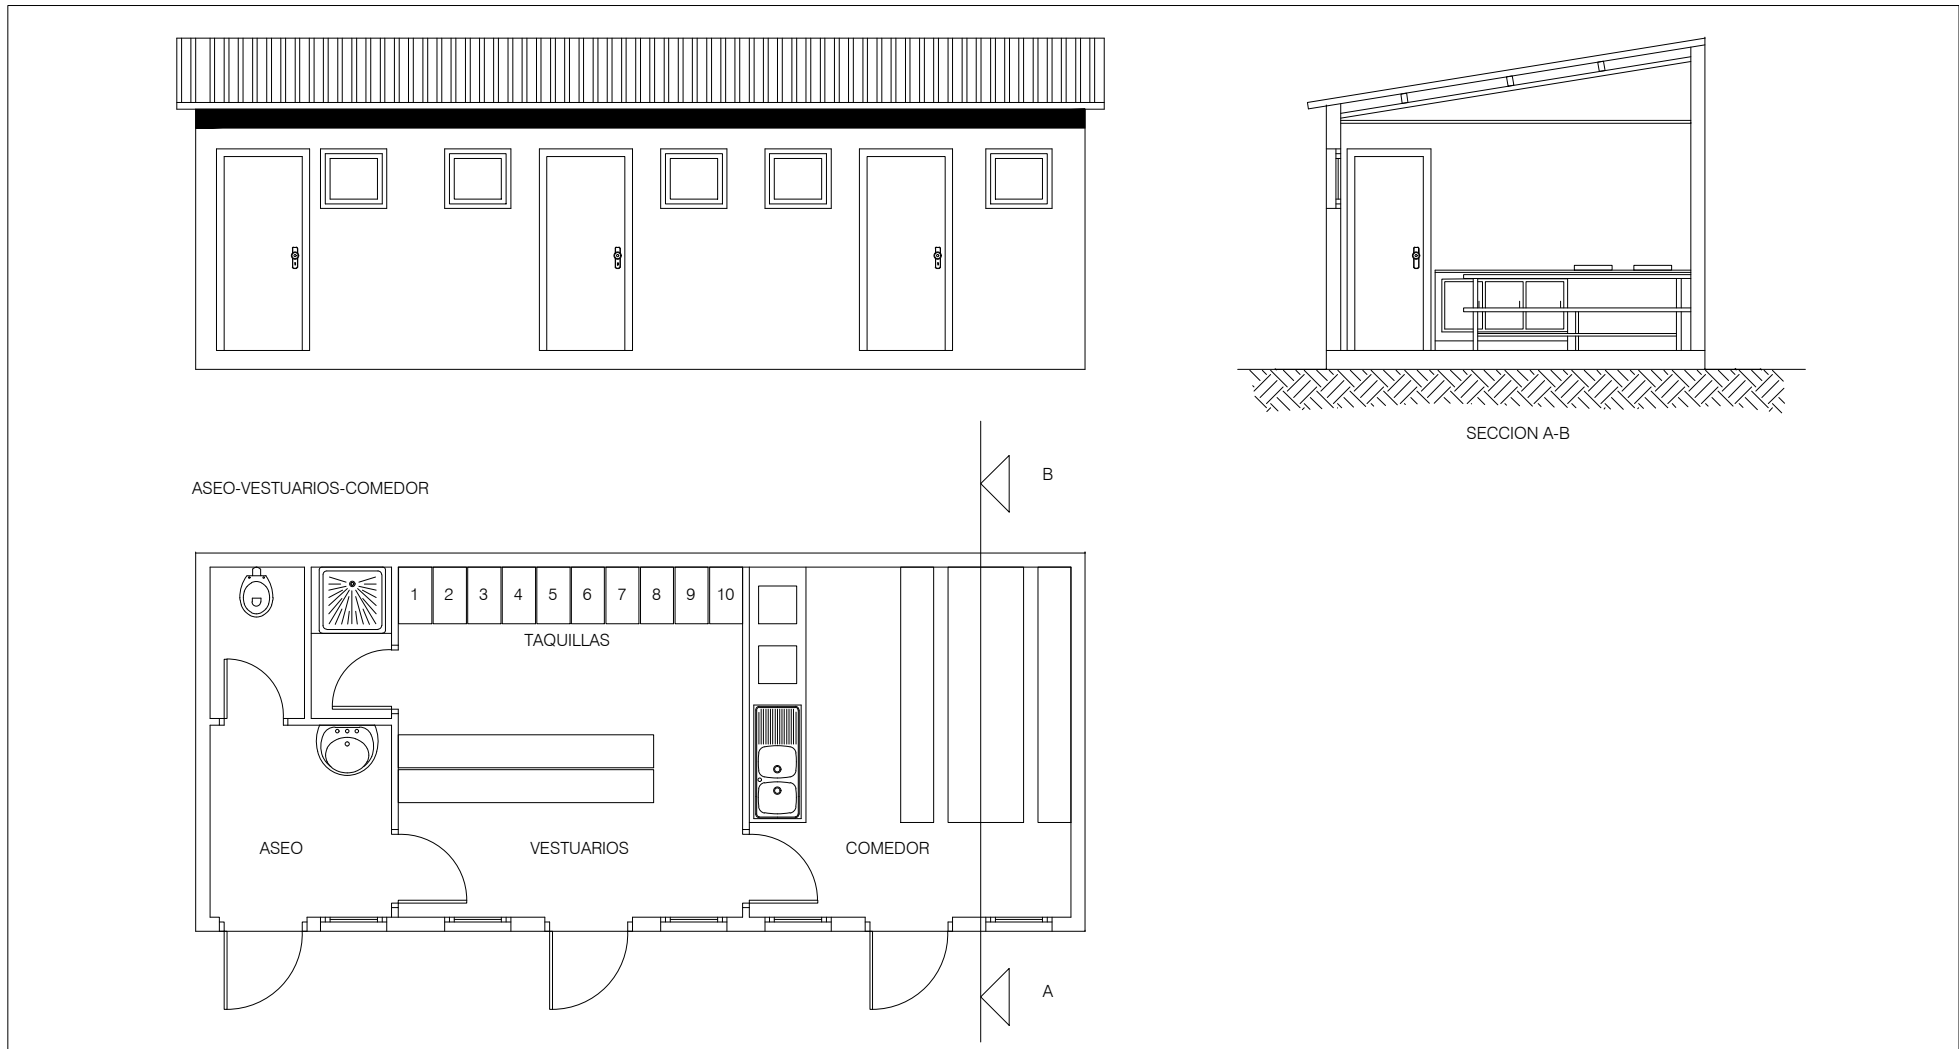 SECCION A-B
B
ASEO-VESTUARIOS-COMEDOR
1 2 3 4 5 6 7 8 9 10
TAQUILLAS
ASEO VESTUARIOS COMEDOR
A